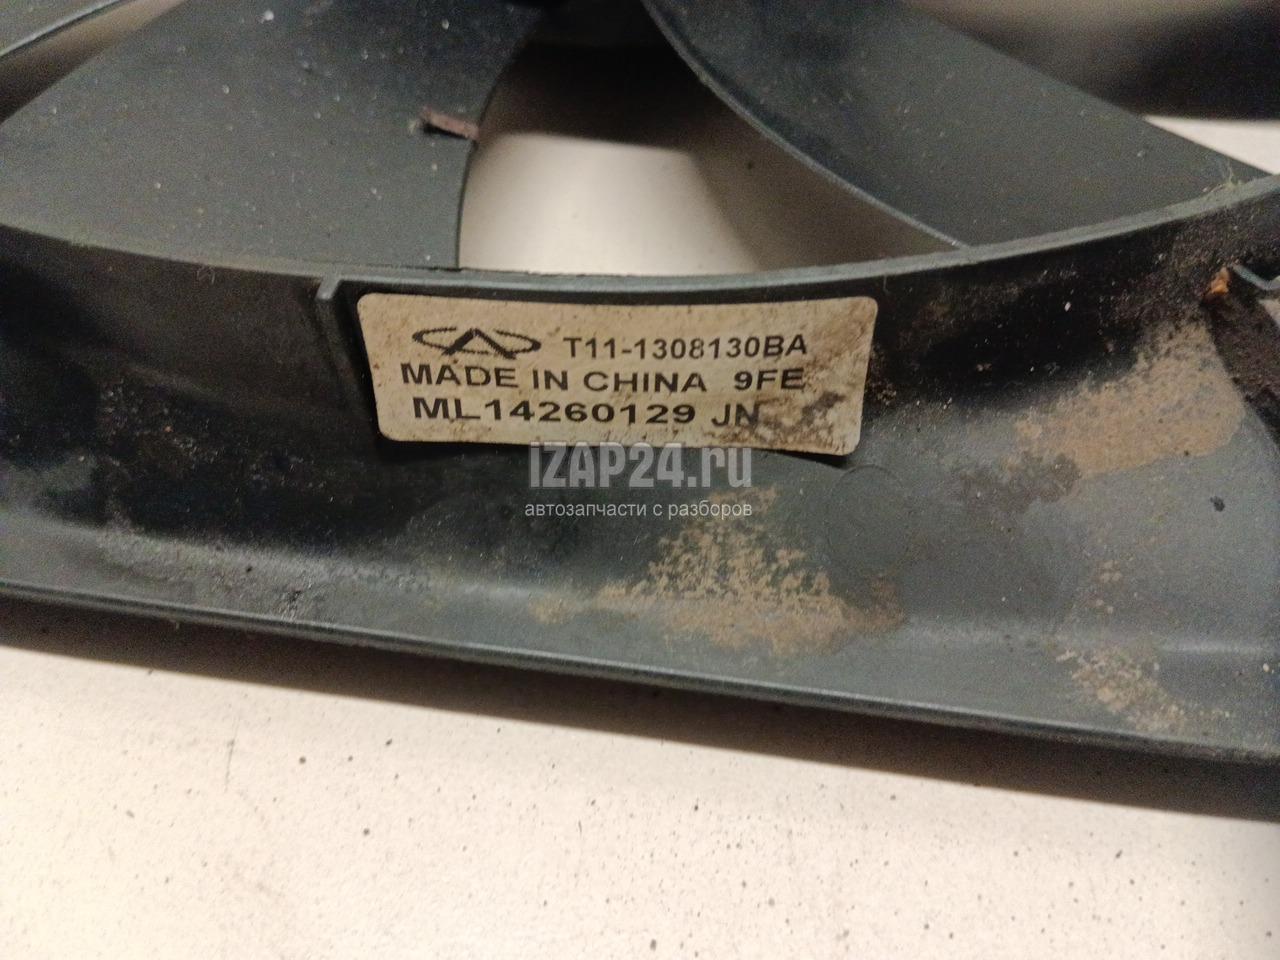 T11-1308130BA
MADE IN CHINA 9FE
ML14260129 JN
iZAP24.ru
автозапчасти с разборов